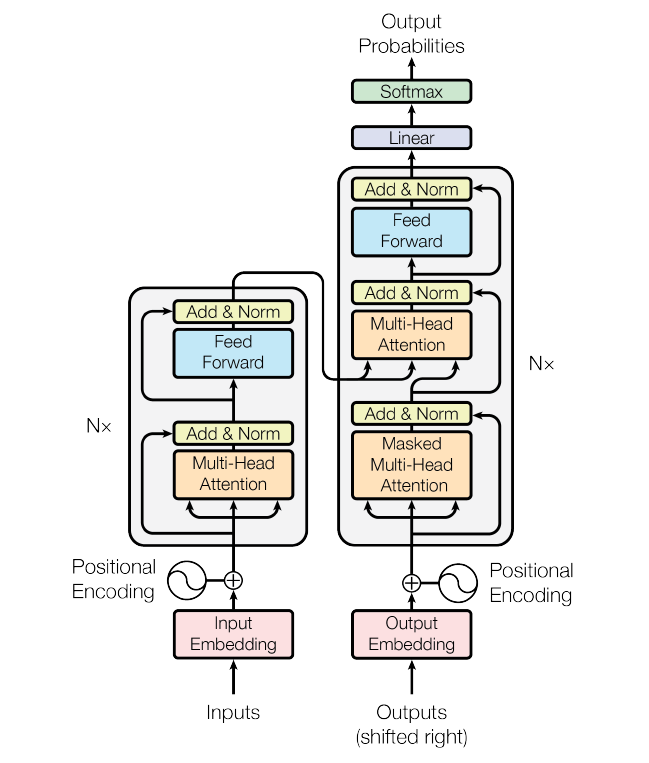 Output
Probabilities
Softmax
Linear
Add & Norm
Feed
Forward
Add & Norm
Multi-Head
Attention
Add & Norm
Masked
Multi-Head
Attention
N×
Add & Norm
Feed
Forward
Add & Norm
Multi-Head
Attention
Nx
Positional
Encoding
Positional
Encoding
Input
Embedding
Output
Embedding
Inputs
Outputs
(shifted right)